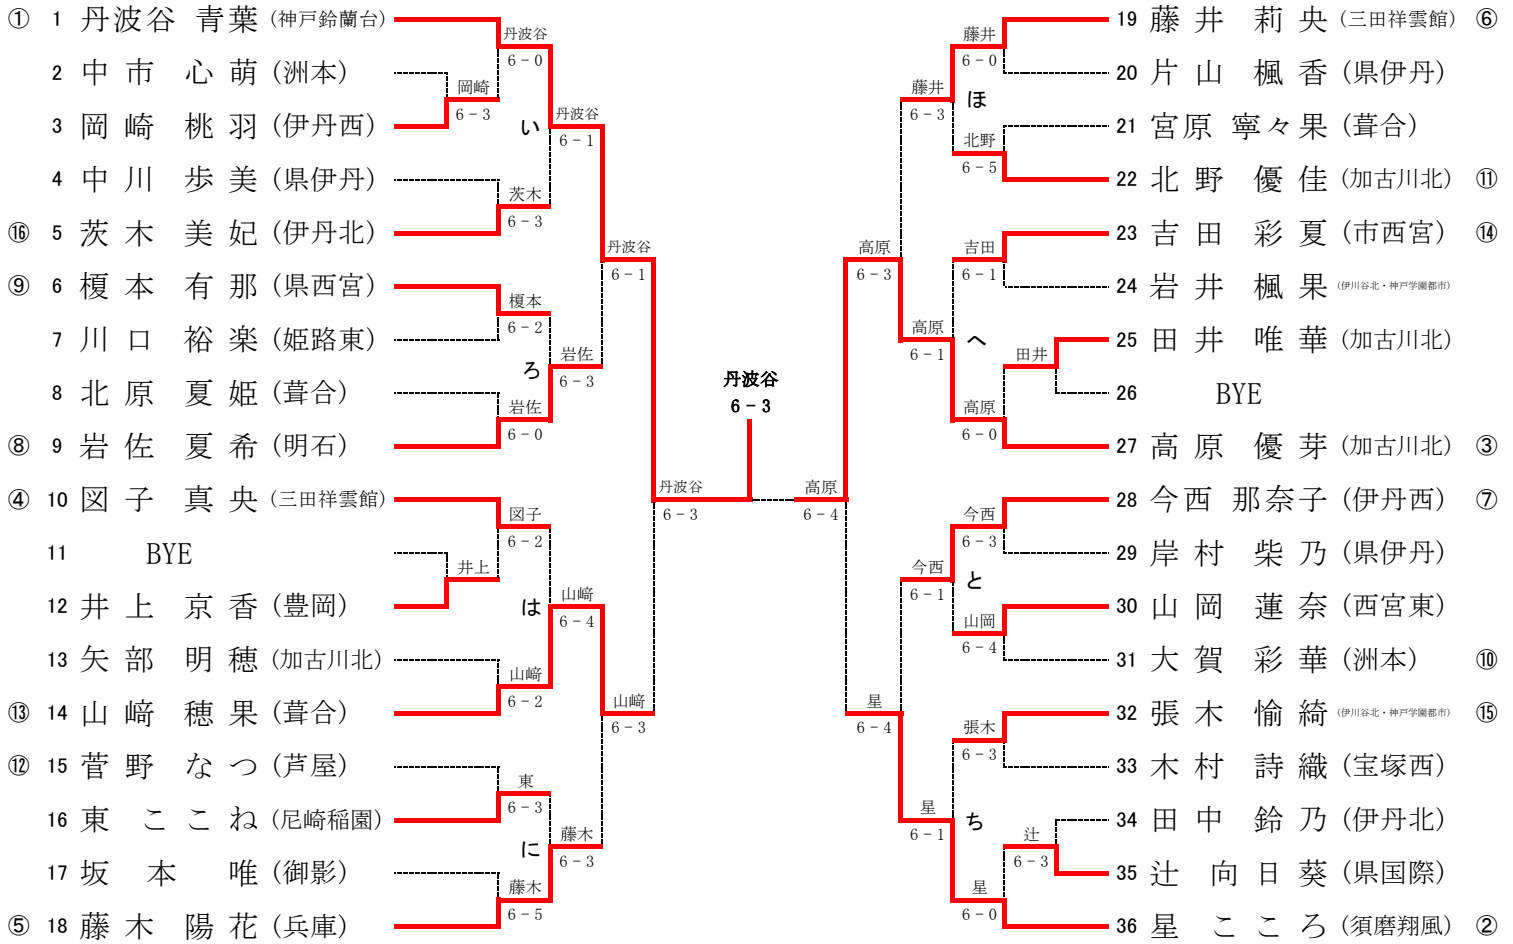 ① 1 丹波谷 青葉 (神戸鈴蘭台)
2 中市 心萌 (洲本)
3 岡崎 桃羽 (伊丹西)
4 中川 歩美 (県伊丹)
⑯ 5 茨木 美妃 (伊丹北)
⑨ 6 榎本 有那 (県西宮)
7 川口 裕楽 (姫路東)
8 北原 夏姫 (葺合)
⑧ 9 岩佐 夏希 (明石)
④ 10 図子 真央 (三田祥雲館)
11 BYE
12 井上 京香 (豊岡)
13 矢部 明穂 (加古川北)
⑬ 14 山﨑 穂果 (葺合)
⑫ 15 菅野 なつ (芦屋)
16 東 ここね (尼崎稲園)
17 坂本 唯 (御影)
⑤ 18 藤木 陽花 (兵庫)
岡崎
6-3
井上
丹波谷
6-0
茨木
6-3
榎本
6-2
岩佐
6-0
図子
6-2
山﨑
6-2
東
6-3
藤木
6-5
い
ろ
は
に
丹波谷
6-1
岩佐
6-3
山﨑
6-4
藤木
6-3
丹波谷
6-1
山﨑
6-3
丹波谷
6-3
丹波谷
6-3
高原
6-4
高原
6-3
星
6-4
藤井
6-3
高原
6-1
今西
6-1
星
6-1
ほ
へ
と
ち
藤井
6-0
北野
6-5
吉田
6-1
高原
6-0
今西
6-3
山岡
6-4
張木
6-3
星
6-0
田井
辻
6-3
19 藤井 莉央 (三田祥雲館) ⑥
20 片山 楓香 (県伊丹)
21 宮原 寧々果 (葺合)
22 北野 優佳 (加古川北) ⑪
23 吉田 彩夏 (市西宮) ⑭
24 岩井 楓果 (伊川谷北・神戸学園都市)
25 田井 唯華 (加古川北)
26 BYE
27 高原 優芽 (加古川北) ③
28 今西 那奈子 (伊丹西) ⑦
29 岸村 柴乃 (県伊丹)
30 山岡 蓮奈 (西宮東)
31 大賀 彩華 (洲本) ⑩
32 張木 愉綺 (伊川谷北・神戸学園都市) ⑮
33 木村 詩織 (宝塚西)
34 田中 鈴乃 (伊丹北)
35 辻 向日葵 (県国際)
36 星 こころ (須磨翔風) ②